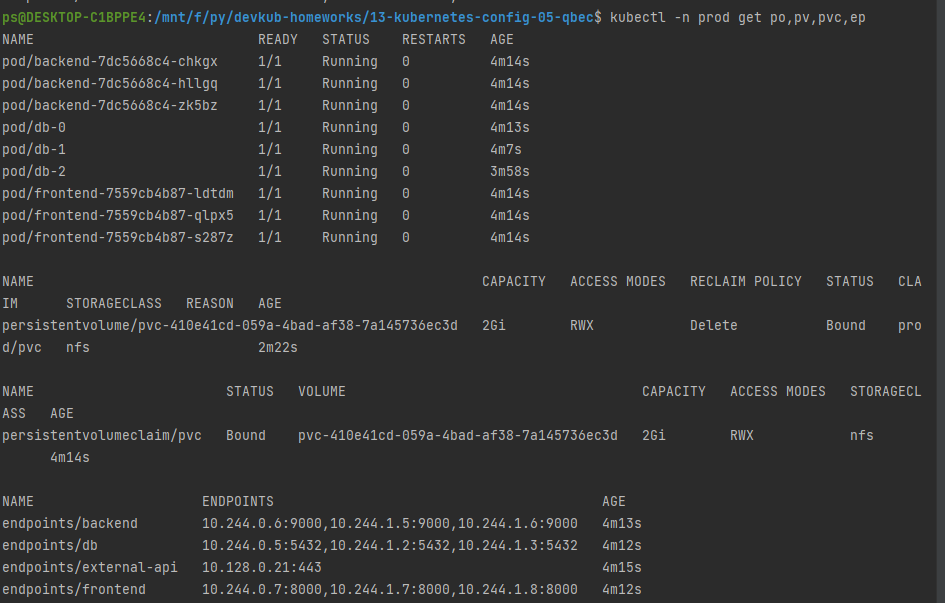 ps@DESKTOP-C1BPPE4:/mnt/f/py/devkub-homeworks/13-kubernetes-config-05-qbec$ kubectl -n prod get po,pv,pvc,ep
NAME                            READY   STATUS    RESTARTS   AGE
pod/backend-7dc5668c4-chkgx     1/1     Running   0          4m14s
pod/backend-7dc5668c4-hllgq     1/1     Running   0          4m14s
pod/backend-7dc5668c4-zk5bz     1/1     Running   0          4m14s
pod/db-0                        1/1     Running   0          4m13s
pod/db-1                        1/1     Running   0          4m7s
pod/db-2                        1/1     Running   0          3m58s
pod/frontend-7559cb4b87-ldtdm   1/1     Running   0          4m14s
pod/frontend-7559cb4b87-qlpx5   1/1     Running   0          4m14s
pod/frontend-7559cb4b87-s287z   1/1     Running   0          4m14s
NAME                                                        CAPACITY   ACCESS MODES   RECLAIM POLICY   STATUS   CLA
IM      STORAGECLASS   REASON   AGE
persistentvolume/pvc-410e41cd-059a-4bad-af38-7a145736ec3d   2Gi        RWX            Delete           Bound    pro
d/pvc   nfs                     2m22s
NAME                        STATUS   VOLUME                                     CAPACITY   ACCESS MODES   STORAGECL
ASS   AGE
persistentvolumeclaim/pvc   Bound    pvc-410e41cd-059a-4bad-af38-7a145736ec3d   2Gi        RWX            nfs
      4m14s
NAME                     ENDPOINTS                                         AGE
endpoints/backend        10.244.0.6:9000,10.244.1.5:9000,10.244.1.6:9000   4m13s
endpoints/db             10.244.0.5:5432,10.244.1.2:5432,10.244.1.3:5432   4m12s
endpoints/external-api   10.128.0.21:443                                   4m15s
endpoints/frontend       10.244.0.7:8000,10.244.1.7:8000,10.244.1.8:8000   4m12s